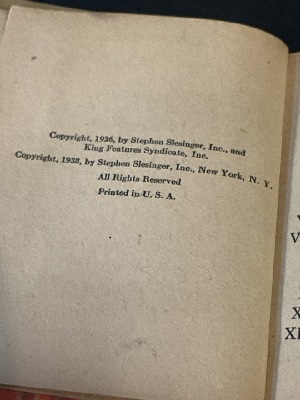 Copyright, 1936, by Stephen Slesinger, Inc., and
King Features Syndicate, Inc.
Copyright, 1938, by Stephen Slesinger, Inc., New York, N. Y.
All Rights Reserved
Printed in U. S. A.
V
X